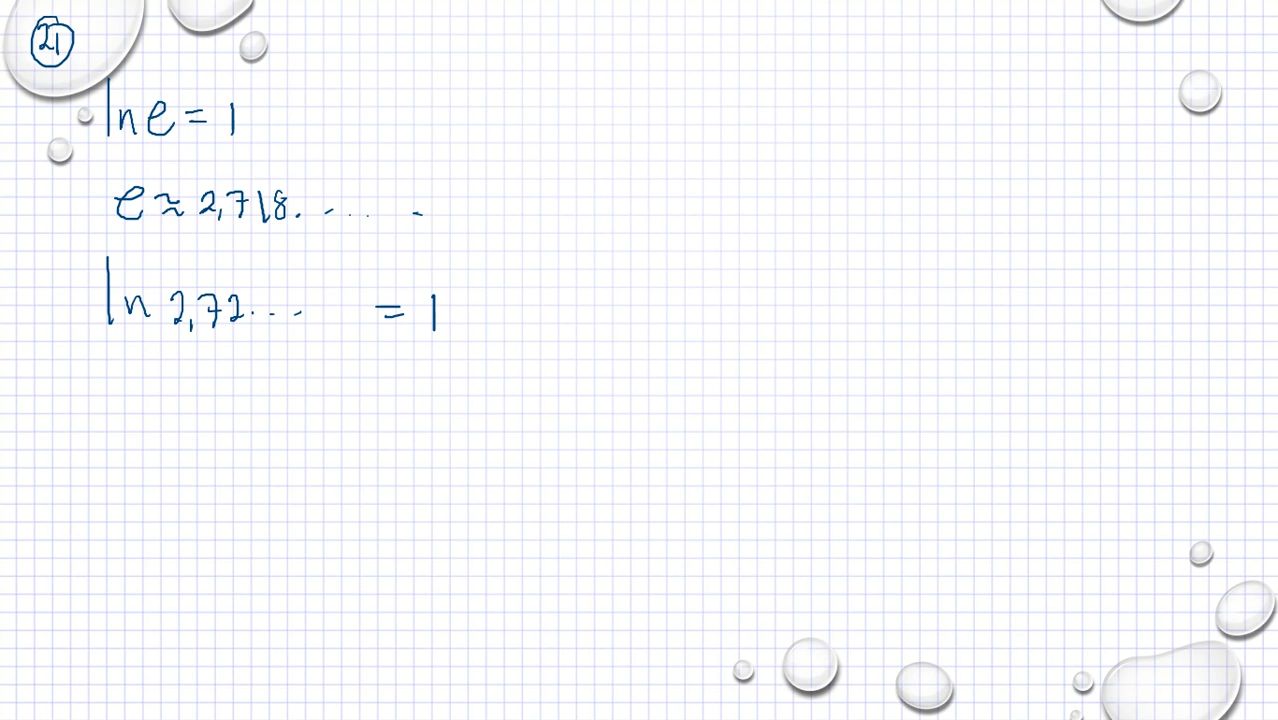 21
ln e = 1
e ≈ 2,718. . . . . .
ln 2,72... = 1